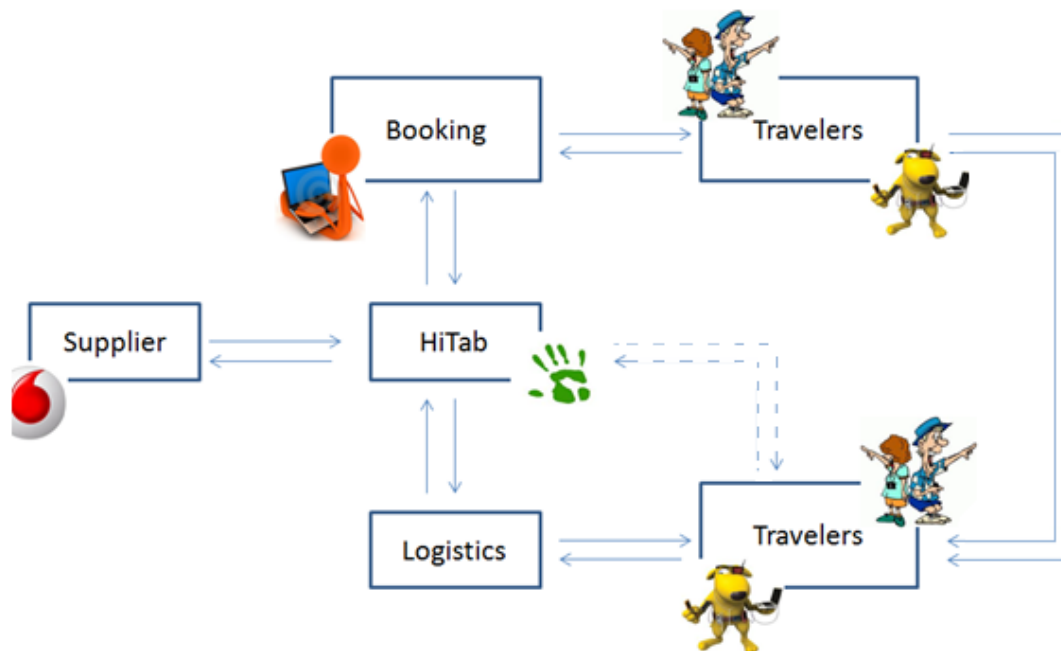 Booking
Travelers
Supplier
HiTab
Logistics
Travelers